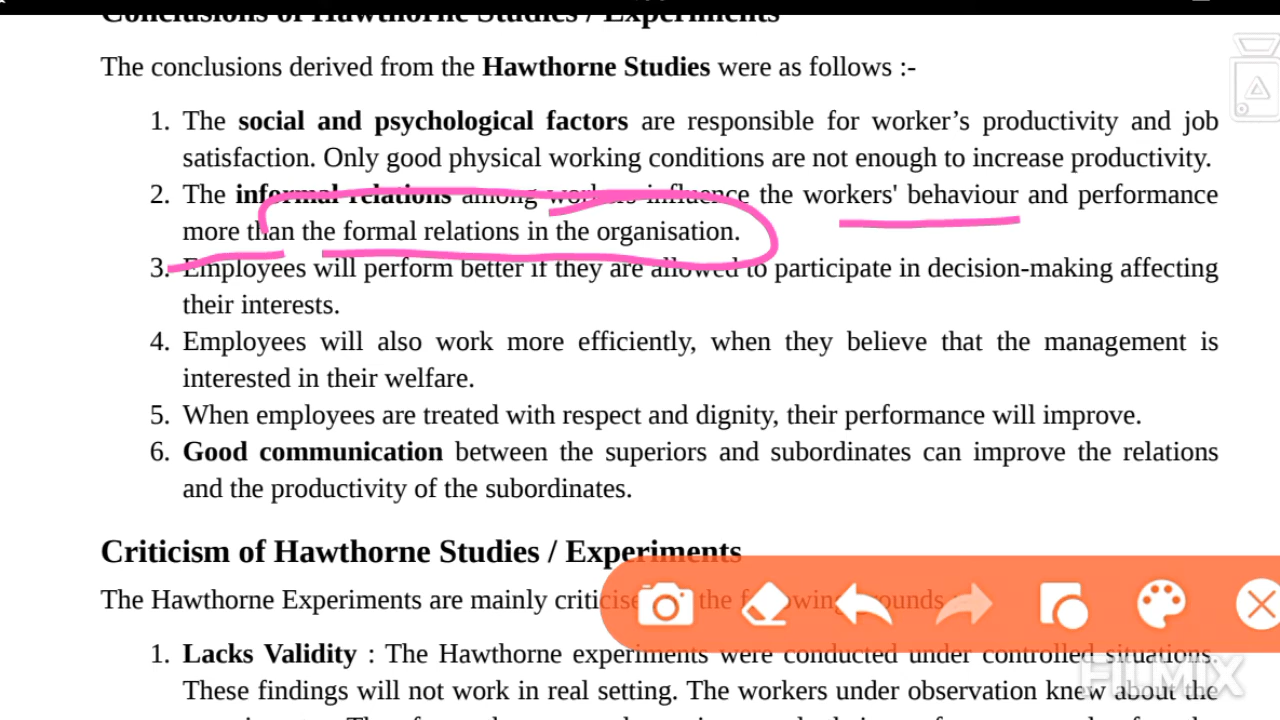 Conclusions of Hawthorne Studies / Experiments
The conclusions derived from the Hawthorne Studies were as follows :-
1. The social and psychological factors are responsible for worker's productivity and job
satisfaction. Only good physical working conditions are not enough to increase productivity.
2. The informal relations among workers influence the workers' behaviour and performance
more than the formal relations in the organisation.
3. Employees will perform better if they are allowed to participate in decision-making affecting
their interests.
4. Employees will also work more efficiently, when they believe that the management is
interested in their welfare.
5. When employees are treated with respect and dignity, their performance will improve.
6. Good communication between the superiors and subordinates can improve the relations
and the productivity of the subordinates.
Criticism of Hawthorne Studies / Experiments
The Hawthorne Experiments are mainly criticised the following grounds :-
1. Lacks Validity : The Hawthorne experiments were conducted under controlled situations.
These findings will not work in real setting. The workers under observation knew about the
FILMIX